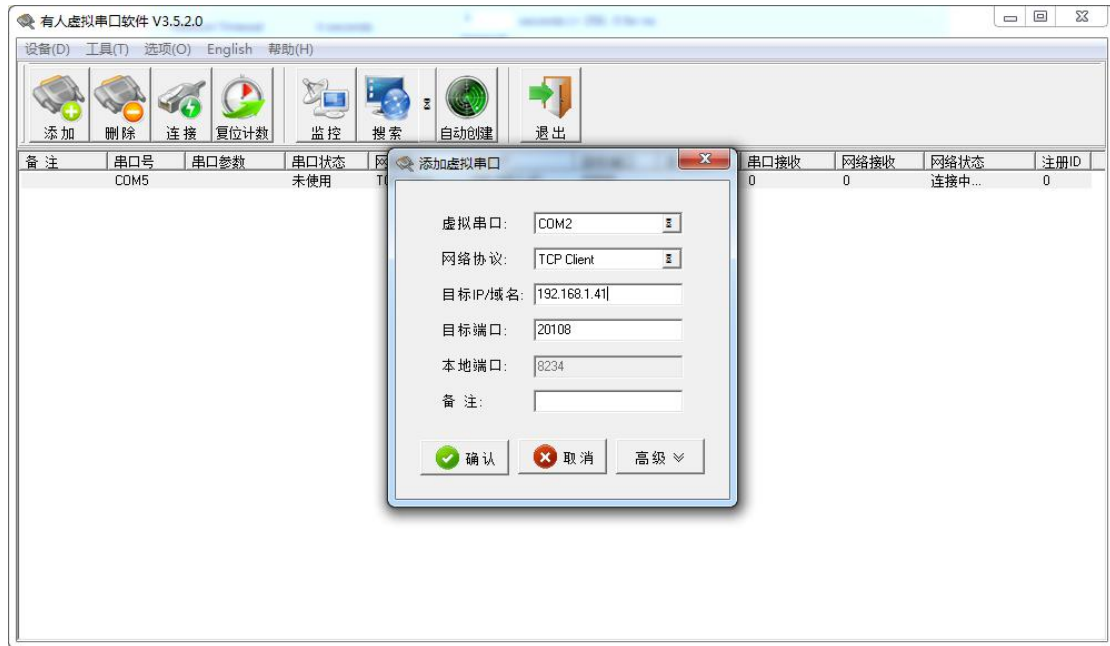 有人虚拟串口软件 V3.5.2.0
设备(D) 工具(T) 选项(O) English 帮助(H)
添加 删除 连接 复位计数 监控 搜索 自动创建 退出
备 注 串口号 串口参数 串口状态 串口接收 网络接收 网络状态 注册ID
COM5 未使用 0 0 连接中... 0
添加虚拟串口
虚拟串口: COM2
网络协议: TCP Client
目标IP/域名: 192.168.1.41
目标端口: 20108
本地端口: 8234
备 注:
确认 取消 高级